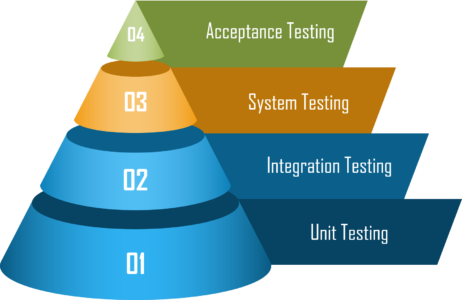 04 Acceptance Testing
03 System Testing
02 Integration Testing
01 Unit Testing